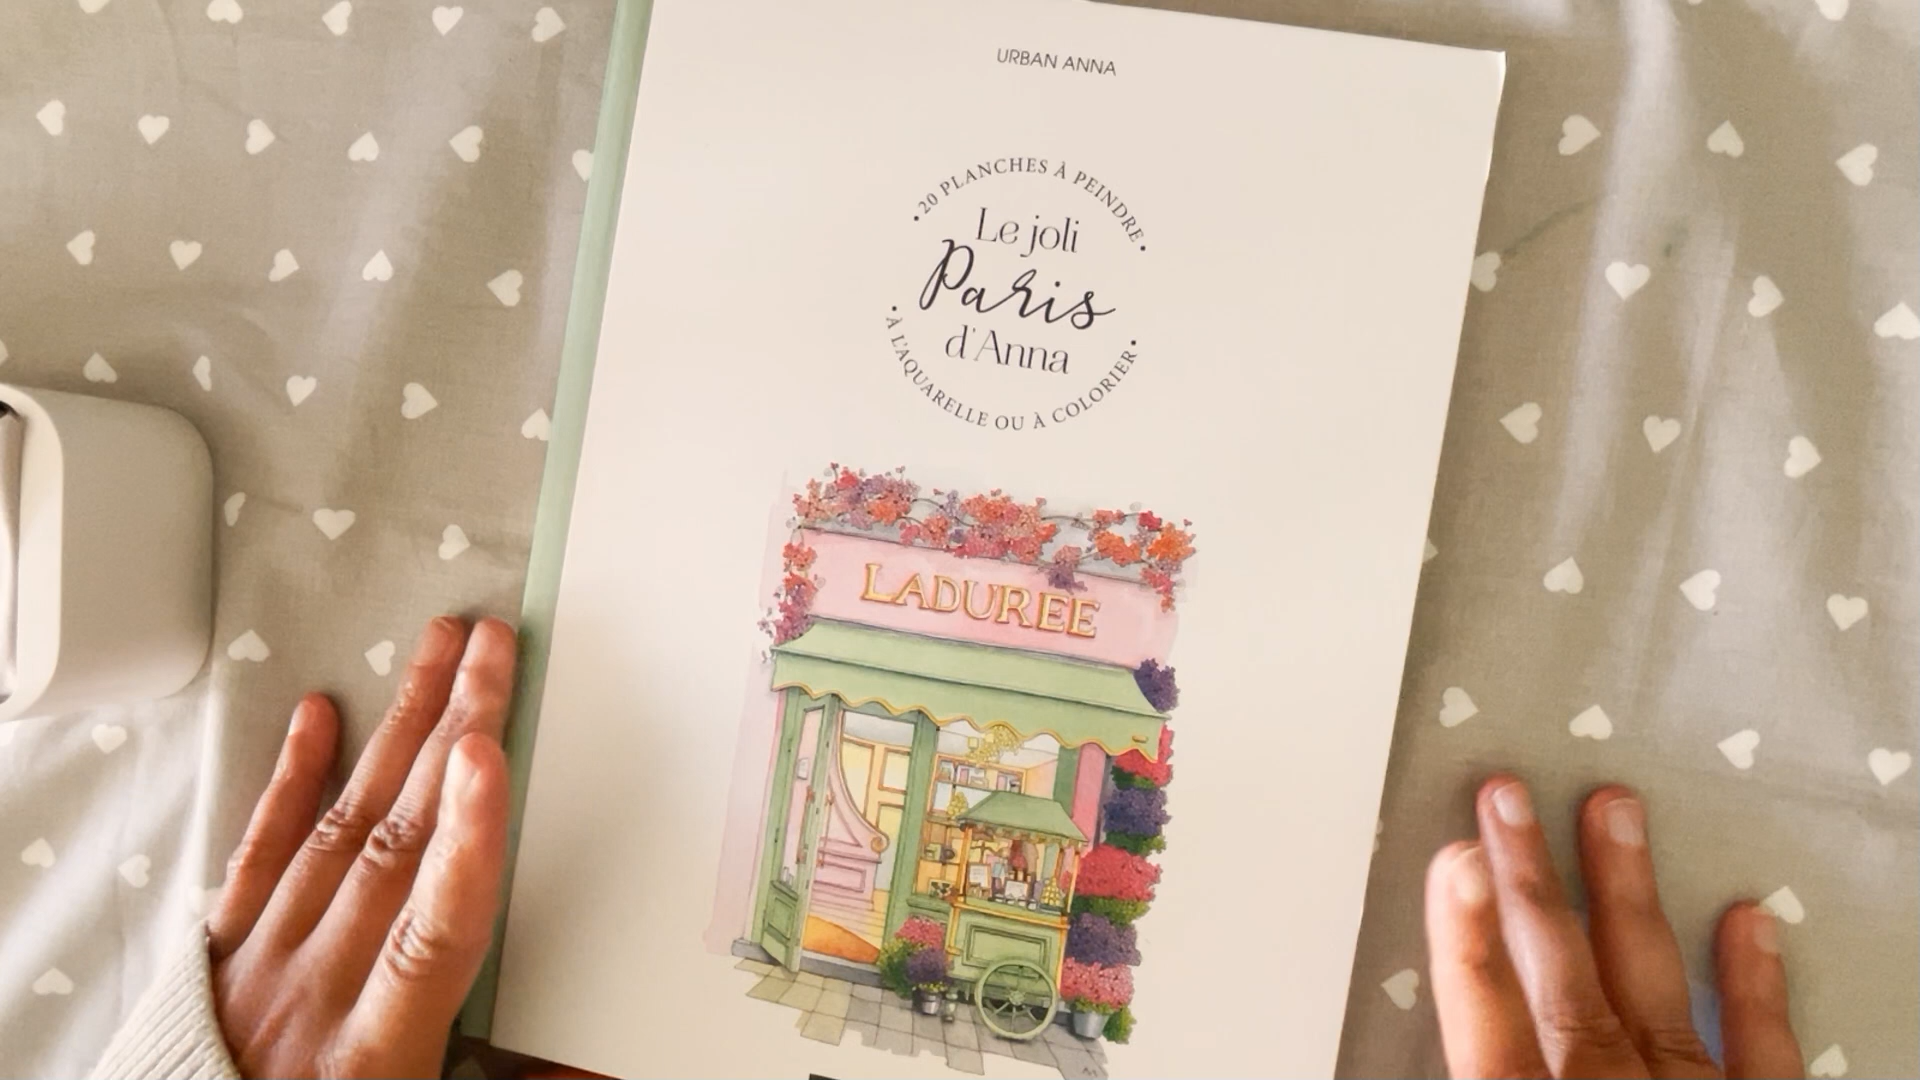 URBAN ANNA
• 20 PLANCHES À PEINDRE •
Le joli
Paris
d'Anna
• À L'AQUARELLE OU À COLORIER •
LADUREE